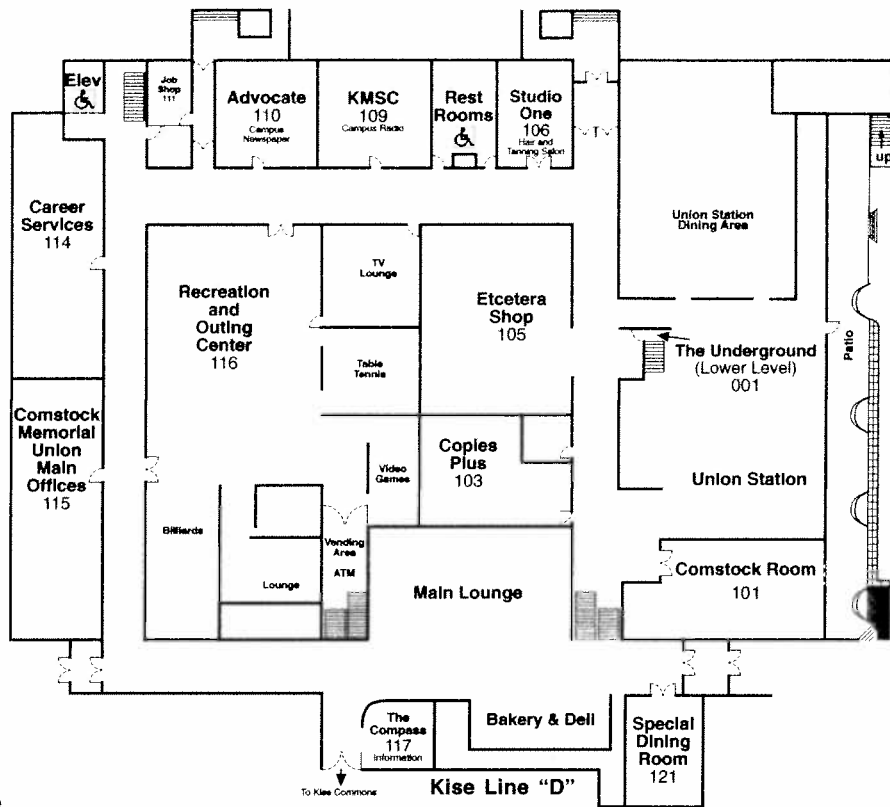 Elev
Job
Shop
111
Advocate
110
Campus
Newspaper
KMSC
109
Campus Radio
Rest
Rooms
Studio
One
106
Hair and
Tanning Salon
up
Career
Services
114
Union Station
Dining Area
TV
Lounge
Recreation
and
Outing
Center
116
Etcetera
Shop
105
The Underground
(Lower Level)
001
Patio
Table
Tennis
Comstock
Memorial
Union
Main
Offices
115
Video
Games
Copies
Plus
103
Union Station
Billiards
Vending
Area
ATM
Lounge
Main Lounge
Comstock Room
101
The
Compass
117
Information
Bakery & Deli
Special
Dining
Room
121
To Kise Commons
Kise Line "D"